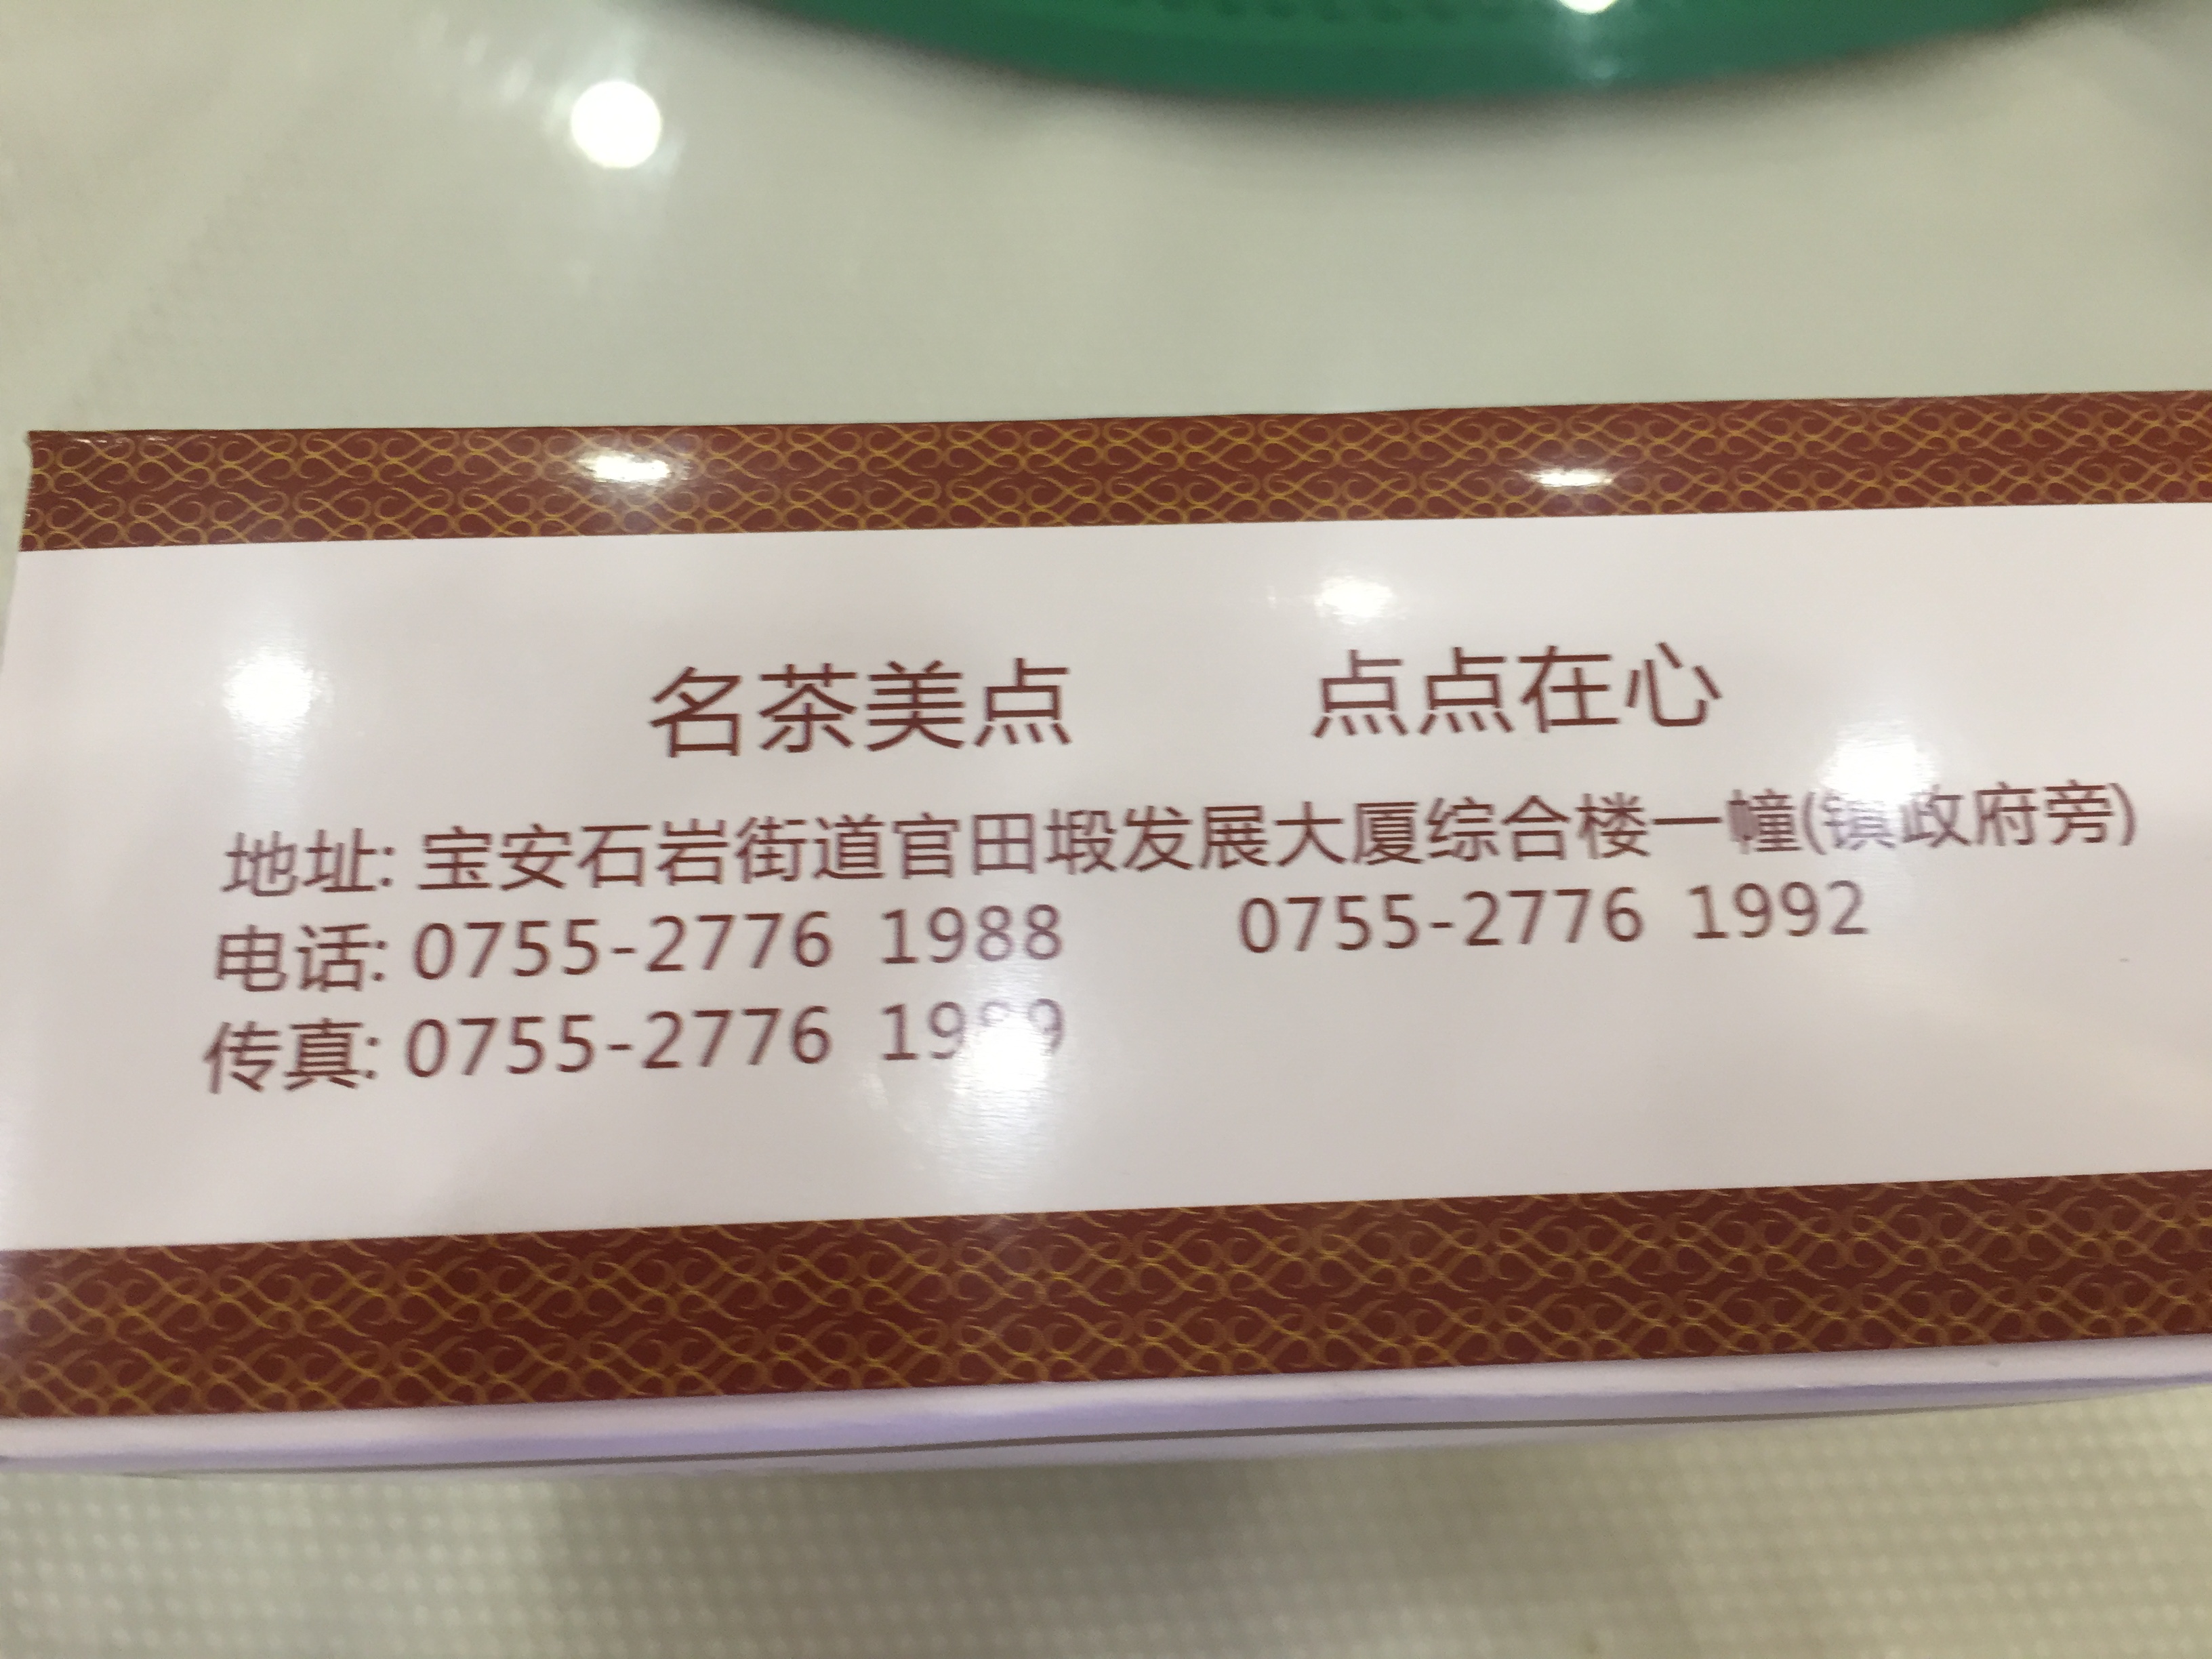 名茶美点 点点在心
地址: 宝安石岩街道官田塅发展大厦综合楼一幢(镇政府旁)
电话: 0755-2776 1988 0755-2776 1992
传真: 0755-2776 1989